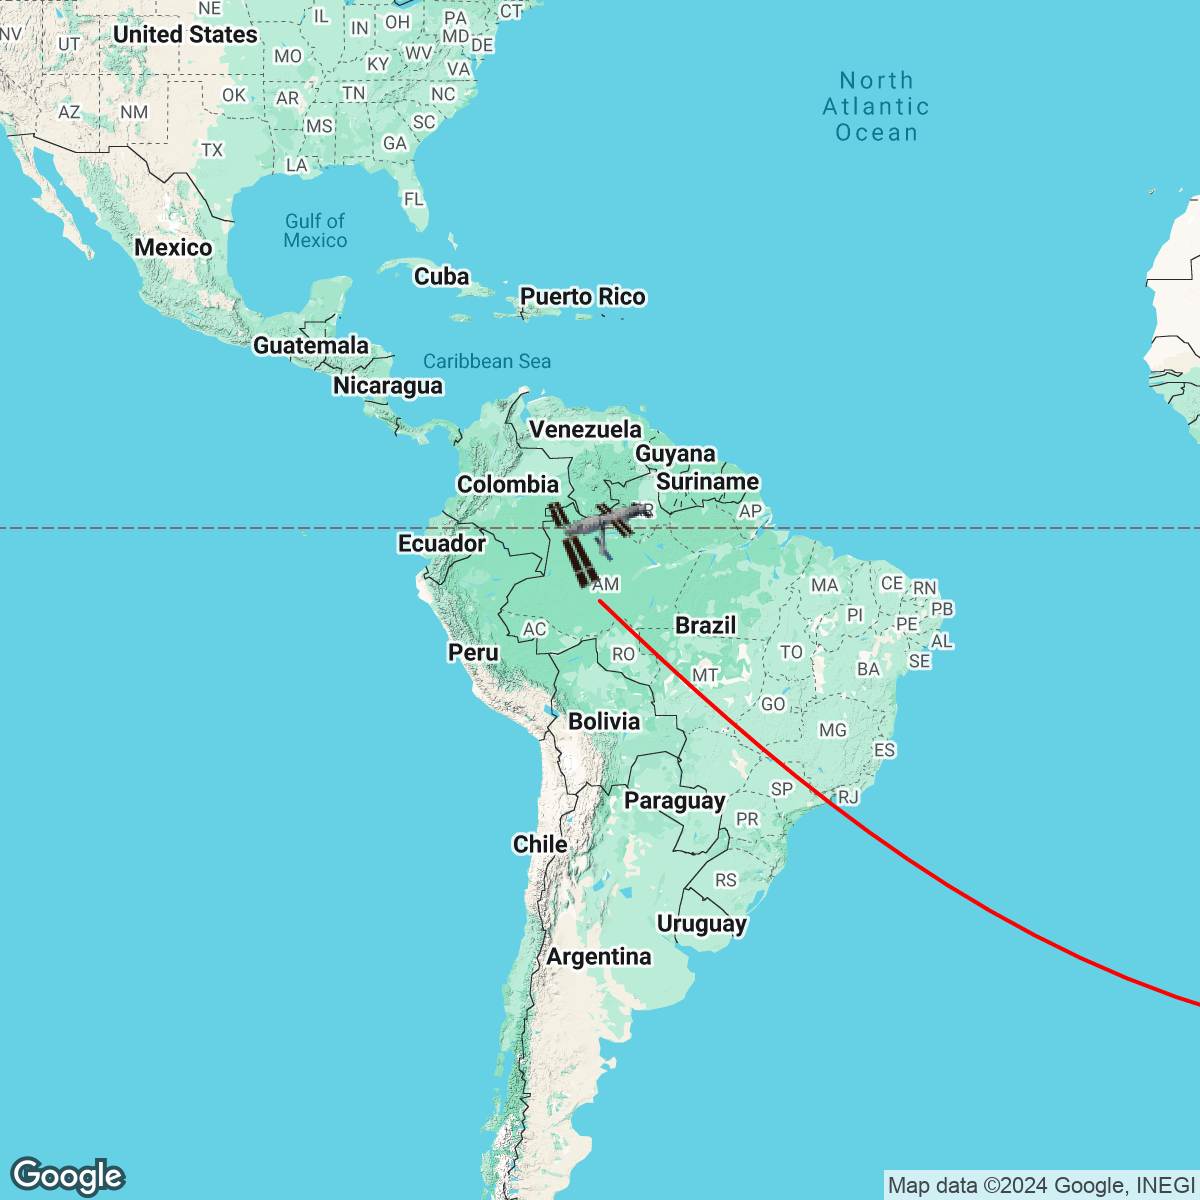 NE
IL
OH
PA
CT
NV
UT
United States
IN
MD
DE
MO
WV
KY
VA
OK
AR
TN
NC
AZ
NM
MS
SC
TX
GA
LA
FL
North
Atlantic
Ocean
Gulf of
Mexico
Mexico
Cuba
Puerto Rico
Guatemala
Caribbean Sea
Nicaragua
Venezuela
Guyana
Colombia
Suriname
AP
Ecuador
AM
MA
CE
RN
PI
PB
AC
Brazil
PE
AL
Peru
RO
TO
SE
MT
BA
GO
Bolivia
MG
ES
SP
RJ
Paraguay
PR
Chile
RS
Uruguay
Argentina
Google
Map data ©2024 Google, INEGI